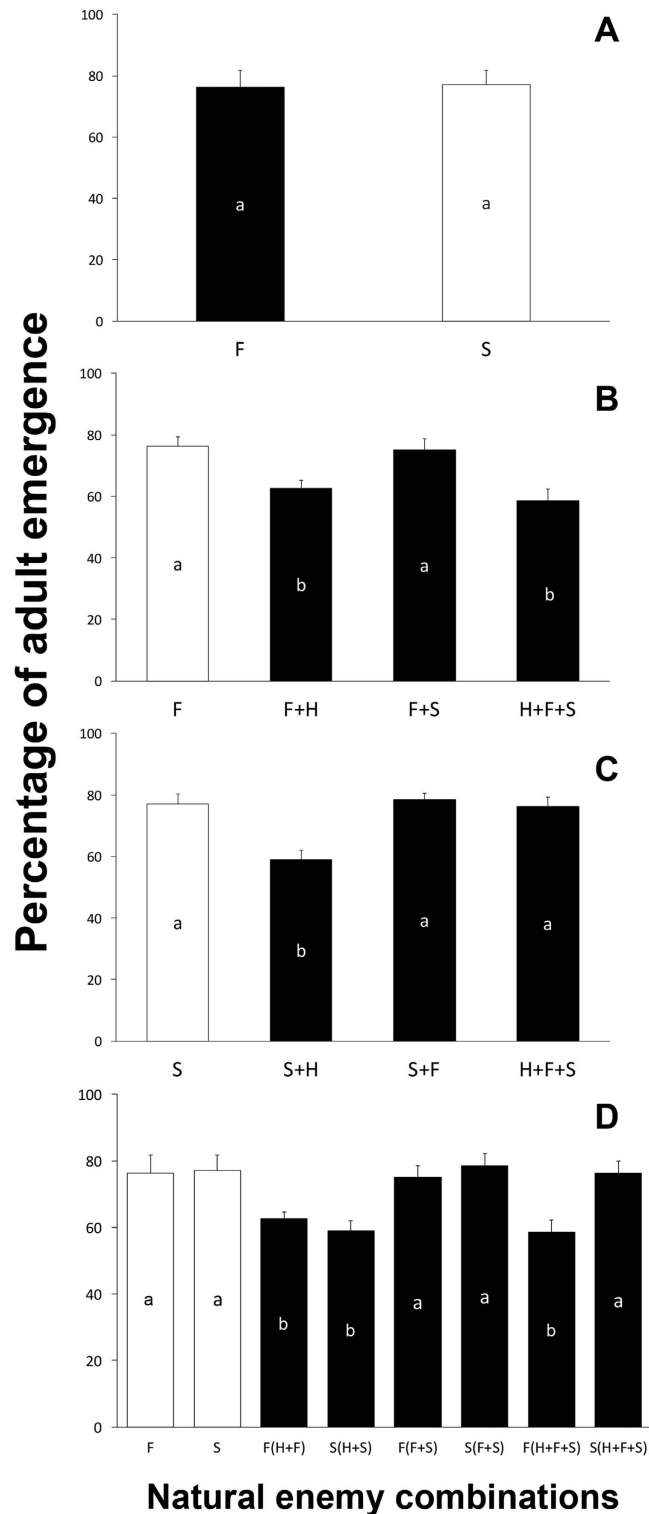 Percentage of adult emergence
A
100
80
60
40
20
0
a
a
F
S
B
100
80
60
40
20
0
a
b
a
b
F
F+H
F+S
H+F+S
C
100
80
60
40
20
0
a
b
a
a
S
S+H
S+F
H+F+S
D
100
80
60
40
20
0
a
a
b
b
a
a
b
a
F
S
F(H+F)
S(H+S)
F(F+S)
S(F+S)
F(H+F+S)
S(H+F+S)
Natural enemy combinations